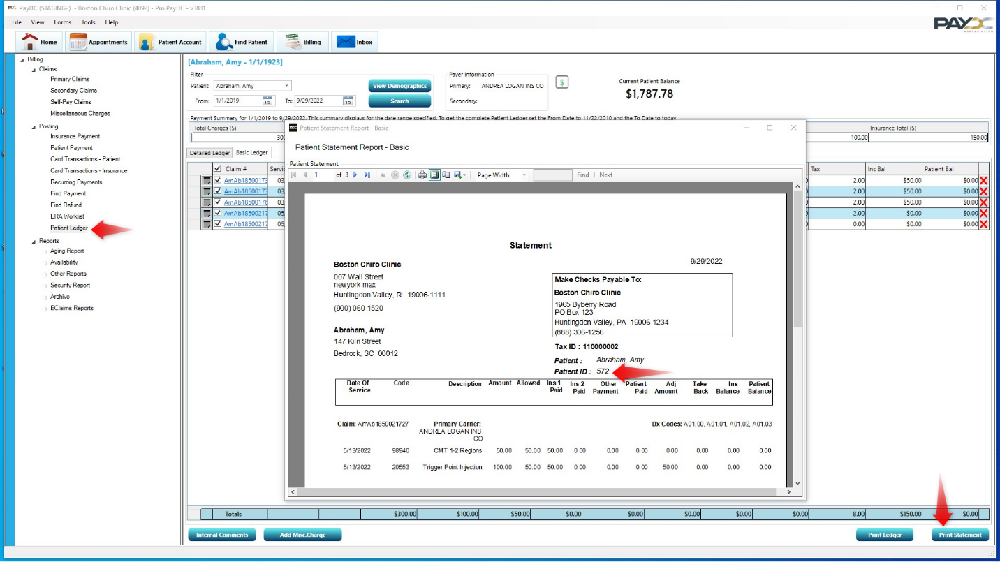 PayDC (STAGING2) - Boston Chiro Clinic (4092) - Pro PayDC - v3881
File View Forms Tools Help
PAYDC
Home Appointments Patient Account Find Patient Billing Inbox
Billing
Claims
Primary Claims
Secondary Claims
Self-Pay Claims
Miscellaneous Charges
Posting
Insurance Payment
Patient Payment
Card Transactions - Patient
Card Transactions - Insurance
Recurring Payments
Find Payment
Find Refund
ERA Worklist
Patient Ledger
Reports
Aging Report
Availability
Other Reports
Security Report
Archive
EClaims Reports
[Abraham, Amy - 1/1/1923]
Filter
Patient: Abraham, Amy View Demographics
From: 1/1/2019 15 To: 9/29/2022 15 Search
Payer Information
Primary: ANDREA LOGAN INS CO
Secondary:
$
Current Patient Balance
$1,787.78
Payment Summary for 1/1/2019 to 9/29/2022. This summary displays for the date range specified. To get the complete Patient Ledger set the From Date to 11/22/2010 and the To Date to today.
Total Charges ($) Insurance Total ($)
300 100.00 150.00
Detailed Ledger Basic Ledger
Claim # Servic Tax Ins Bal Patient Bal
AmAb18500173 03 2.00 $50.00 $0.00
AmAb18500173 03 2.00 $50.00 $0.00
AmAb18500176 03 2.00 $50.00 $0.00
AmAb18500217 05 2.00 $0.00 $0.00
AmAb18500217 05 0.00 $0.00 $0.00
Patient Statement Report - Basic
Patient Statement Report - Basic
Patient Statement
1 of 3 Page Width Find | Next
Statement
9/29/2022
Boston Chiro Clinic
007 Wall Street
newyork max
Huntingdon Valley, RI 19006-1111
(900) 060-1520
Make Checks Payable To:
Boston Chiro Clinic
1965 Byberry Road
PO Box 123
Huntingdon Valley, PA 19006-1234
(888) 306-1256
Abraham, Amy
147 Kiln Street
Bedrock, SC 00012
Tax ID : 110000002
Patient : Abraham, Amy
Patient ID : 572
Date Of Service Code Description Amount Allowed Ins 1 Paid Ins 2 Paid Other Payment Patient Paid Adj Amount Take Back Ins Balance Patient Balance
Claim: AmAb1850021727 Primary Carrier: Dx Codes: A01.00, A01.01, A01.02, A01.03
ANDREA LOGAN INS
CO
5/13/2022 98940 CMT 1-2 Regions 50.00 50.00 50.00 0.00 0.00 0.00 0.00 0.00 0.00 0.00
5/13/2022 20553 Trigger Point Injection 100.00 50.00 50.00 0.00 0.00 0.00 50.00 0.00 0.00 0.00
Totals $300.00 $100.00 $50.00 $0.00 $0.00 $0.00 $0.00 $0.00 8.00 $150.00 $0.00
Internal Comments Add Misc.Charge Print Ledger Print Statement